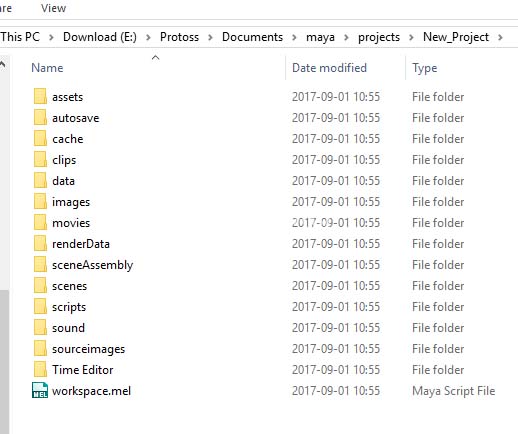 are View
This PC > Download (E:) > Protoss > Documents > maya > projects > New_Project >
Name Date modified Type
assets 2017-09-01 10:55 File folder
autosave 2017-09-01 10:55 File folder
cache 2017-09-01 10:55 File folder
clips 2017-09-01 10:55 File folder
data 2017-09-01 10:55 File folder
images 2017-09-01 10:55 File folder
movies 2017-09-01 10:55 File folder
renderData 2017-09-01 10:55 File folder
sceneAssembly 2017-09-01 10:55 File folder
scenes 2017-09-01 10:55 File folder
scripts 2017-09-01 10:55 File folder
sound 2017-09-01 10:55 File folder
sourceimages 2017-09-01 10:55 File folder
Time Editor 2017-09-01 10:55 File folder
MEL workspace.mel 2017-09-01 10:55 Maya Script File